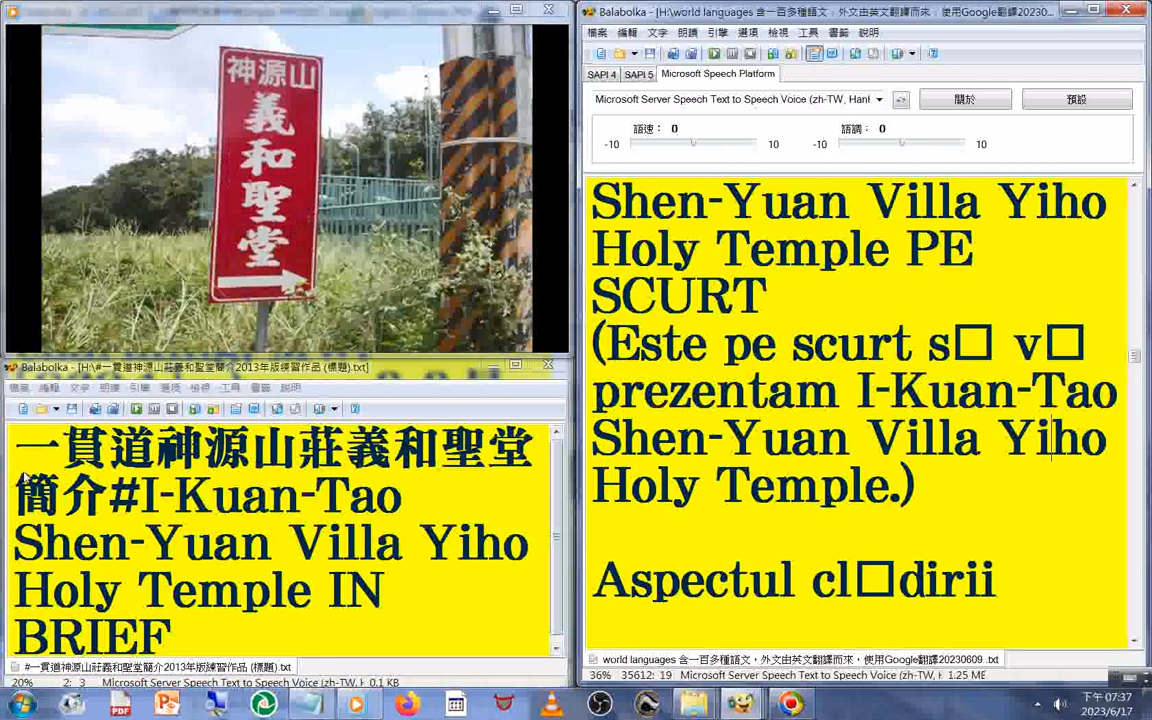 神源山
義和聖堂
Balabolka - [H:\world languages 含一百多種語文，外文由英文翻譯而來，使用Google翻譯20230...
檔案 編輯 文字 朗讀 引擎 選項 檢視 工具 書籤 說明
SAPI 4 SAPI 5 Microsoft Speech Platform
Microsoft Server Speech Text to Speech Voice (zh-TW, Hanl
關於 預設
語速： 0 語調： 0
-10 10 -10 10
Shen-Yuan Villa Yiho
Holy Temple PE
SCURT
(Este pe scurt s□ v□
prezentam I-Kuan-Tao
Shen-Yuan Villa Yiho
Holy Temple.)
Aspectul cl□dirii
world languages 含一百多種語文，外文由英文翻譯而來，使用Google翻譯20230609 .txt
36% 35612: 19 Microsoft Server Speech Text to Speech Voice (zh-TW, H 1.25 ME
Balabolka - [H:\#一貫道神源山莊義和聖堂簡介2013年版練習作品 (標題).txt]
檔案 編輯 文字 朗讀 引擎 選項 檢視 工具 書籤 說明
一貫道神源山莊義和聖堂
簡介#I-Kuan-Tao
Shen-Yuan Villa Yiho
Holy Temple IN
BRIEF
#一貫道神源山莊義和聖堂簡介2013年版練習作品 (標題).txt
20% 2: 3 Microsoft Server Speech Text to Speech Voice (zh-TW, H 0.1 KB
下午 07:37
2023/6/17